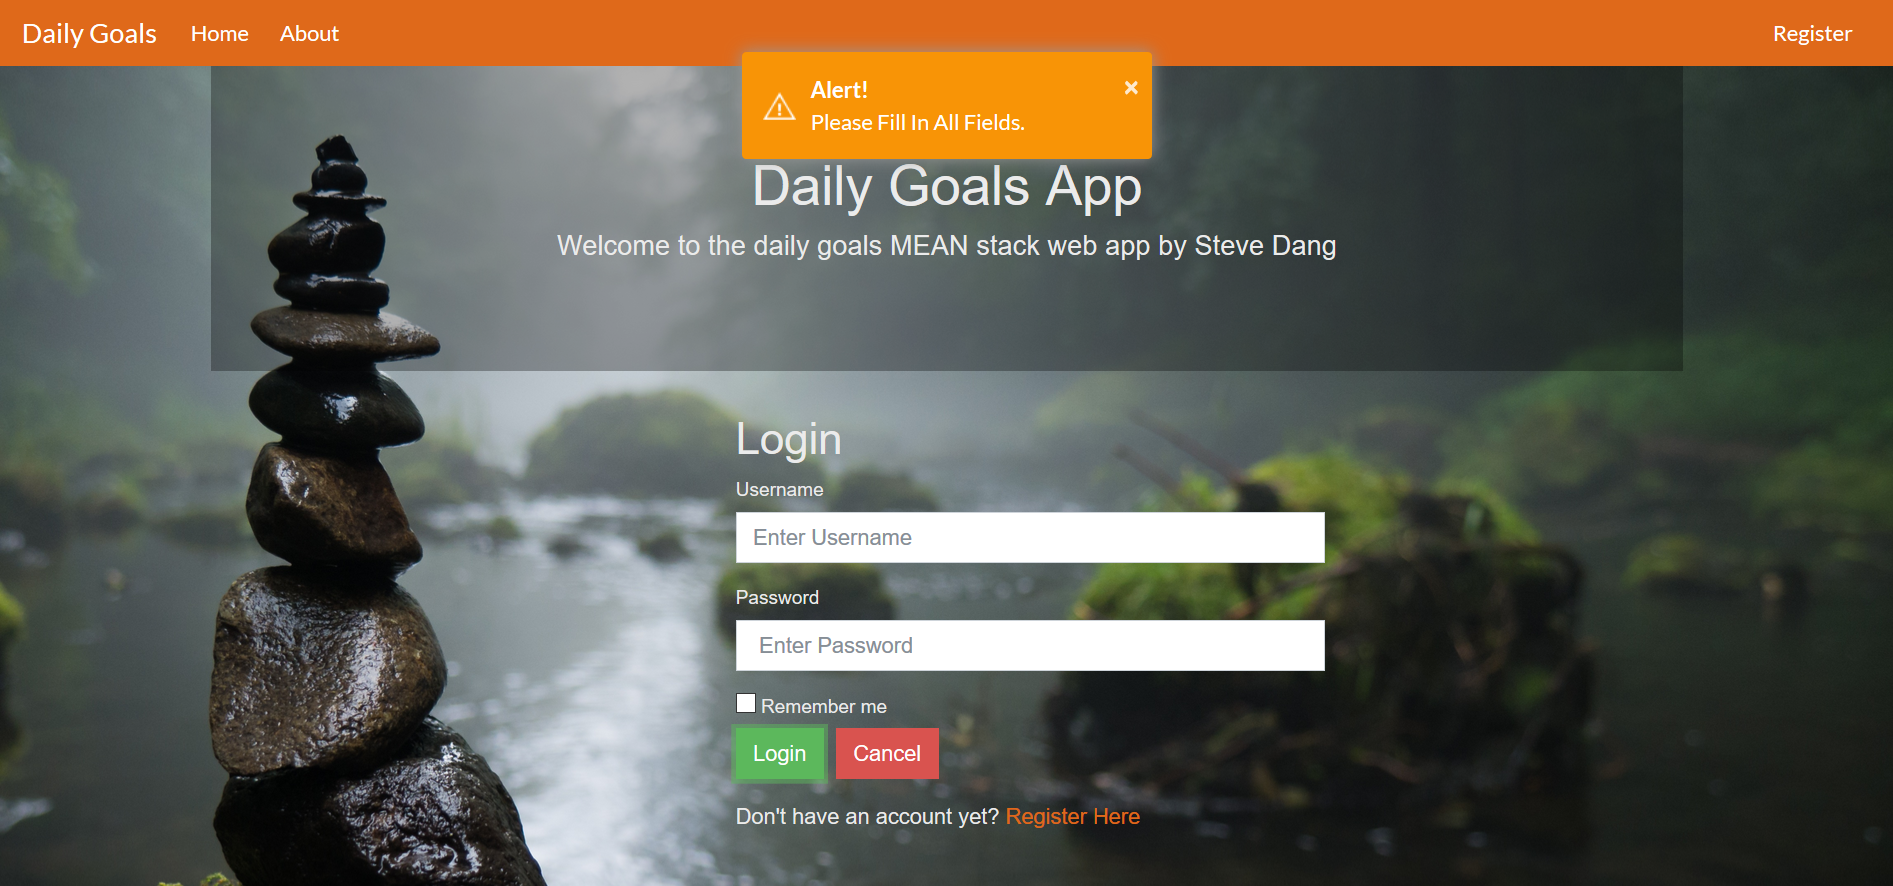 Daily Goals Home About Register
Alert!
×
Please Fill In All Fields.
Daily Goals App
Welcome to the daily goals MEAN stack web app by Steve Dang
Login
Username
Enter Username
Password
Enter Password
Remember me
Login Cancel
Don't have an account yet? Register Here